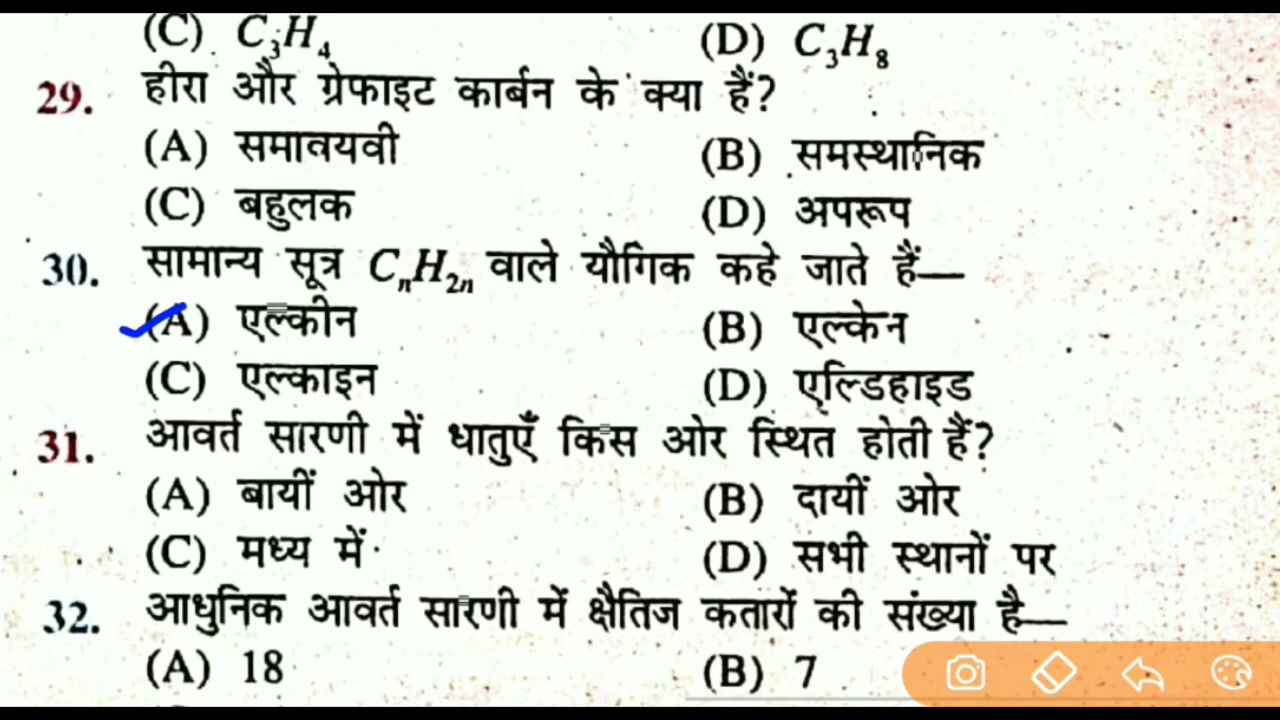 (C) C₃H₄ (D) C₃H₈
29. हीरा और ग्रेफाइट कार्बन के क्या हैं?
(A) समावयवी (B) समस्थानिक
(C) बहुलक (D) अपरूप
30. सामान्य सूत्र CₙH₂ₙ वाले यौगिक कहे जाते हैं—
(A) एल्कीन (B) एल्केन
(C) एल्काइन (D) एल्डिहाइड
31. आवर्त सारणी में धातुएँ किस ओर स्थित होती हैं?
(A) बायीं ओर (B) दायीं ओर
(C) मध्य में (D) सभी स्थानों पर
32. आधुनिक आवर्त सारणी में क्षैतिज कतारों की संख्या है—
(A) 18 (B) 7